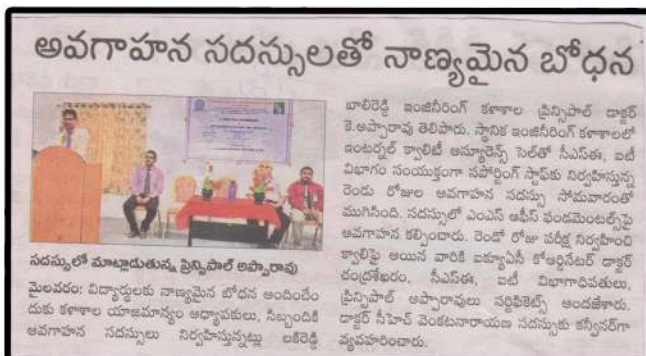 అవగాహన సదస్సులతో నాణ్యమైన బోధన
సదస్సులో మాట్లాడుతున్న ప్రిన్సిపాల్ అప్పారావు
మైలవరం: విద్యార్థులకు నాణ్యమైన బోధన అందించేం
దుకు కళాశాల యాజమాన్యం అధ్యాపకులు, సిబ్బందికి
అవగాహన సదస్సులు నిర్వహిస్తున్నట్లు లకిరెడ్డి
బాలిరెడ్డి ఇంజినీరింగ్ కళాశాల ప్రిన్సిపాల్ డాక్టర్
కె.అప్పారావు తెలిపారు. స్థానిక ఇంజినీరింగ్ కళాశాలలో
ఇంటర్నల్ క్వాలిటీ అస్యూరెన్స్ సెల్‌తో సీఎస్ఈ, ఐటీ
విభాగం సంయుక్తంగా సపోర్టింగ్ స్టాఫ్‌కు నిర్వహిస్తున్న
రెండు రోజుల అవగాహన సదస్సు సోమవారంతో
ముగిసింది. సదస్సులో ఎంఎస్ ఆఫీస్ ఫండమెంటల్స్‌పై
అవగాహన కల్పించారు. రెండో రోజు పరీక్ష నిర్వహించి
క్వాలిఫై అయిన వారికి ఐక్యూఏసీ కోఆర్డినేటర్ డాక్టర్
చంద్రశేఖరం, సీఎస్ఈ, ఐటీ విభాగాధిపతులు,
ప్రిన్సిపాల్ అప్పారావులు సర్టిఫికెట్స్ అందజేశారు.
డాక్టర్ సీహెచ్ వెంకటనారాయణ సదస్సుకు కన్వీనర్‌గా
వ్యవహరించారు.